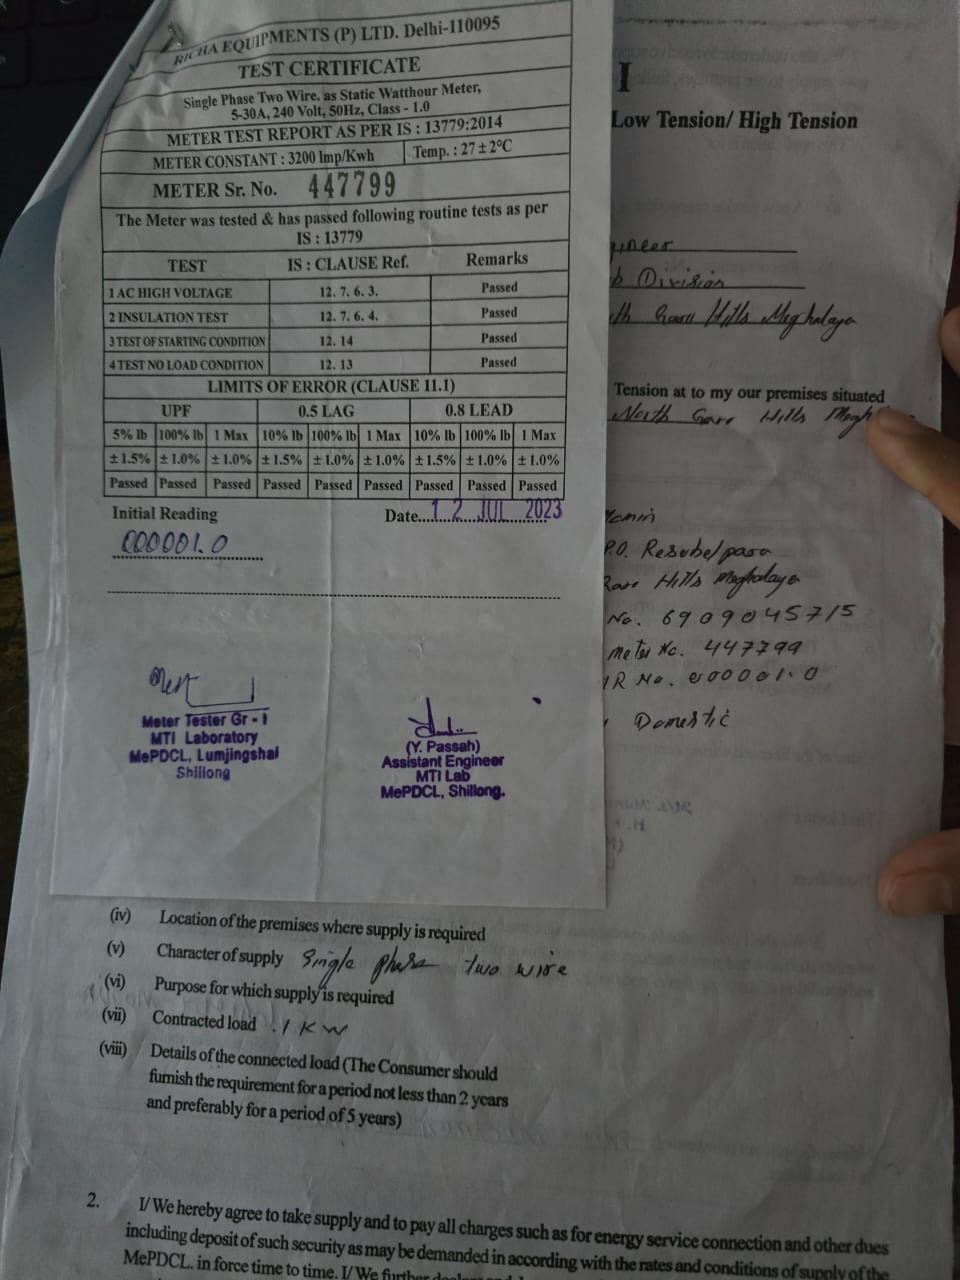 RICHA EQUIPMENTS (P) LTD. Delhi-110095
TEST CERTIFICATE
Single Phase Two Wire. as Static Watthour Meter,
5-30A, 240 Volt, 50Hz, Class - 1.0
METER TEST REPORT AS PER IS : 13779:2014
METER CONSTANT : 3200 Imp/Kwh Temp. : 27 ± 2°C
METER Sr. No. 447799
The Meter was tested & has passed following routine tests as per
IS : 13779
TEST IS : CLAUSE Ref. Remarks
1 AC HIGH VOLTAGE 12. 7. 6. 3. Passed
2 INSULATION TEST 12. 7. 6. 4. Passed
3 TEST OF STARTING CONDITION 12. 14 Passed
4 TEST NO LOAD CONDITION 12. 13 Passed
LIMITS OF ERROR (CLAUSE 11.1)
UPF 0.5 LAG 0.8 LEAD
5% Ib 100% Ib 1 Max 10% Ib 100% Ib 1 Max 10% Ib 100% Ib 1 Max
± 1.5% ± 1.0% ± 1.0% ± 1.5% ± 1.0% ± 1.0% ± 1.5% ± 1.0% ± 1.0%
Passed Passed Passed Passed Passed Passed Passed Passed Passed
Initial Reading Date 12 JUL 2023
000001.0
Meter Tester Gr - I
MTI Laboratory
MePDCL, Lumjingshai
Shillong
(Y. Passah)
Assistant Engineer
MTI Lab
MePDCL, Shillong.
I
Low Tension/ High Tension
Division
Garo Hills Meghalaya
Tension at to my our premises situated
North Garo Hills
P.O. Resubelpara
Hills Meghalaya
No. 6909045715
Meter No. 447799
IR No. 000001.0
Domestic
(iv) Location of the premises where supply is required
(v) Character of supply Single phase two wire
(vi) Purpose for which supply is required
(vii) Contracted load .1 KW
(viii) Details of the connected load (The Consumer should
furnish the requirement for a period not less than 2 years
and preferably for a period of 5 years)
2. I/ We hereby agree to take supply and to pay all charges such as for energy service connection and other dues
including deposit of such security as may be demanded in according with the rates and conditions of supply of the
MePDCL. in force time to time. I/ We further